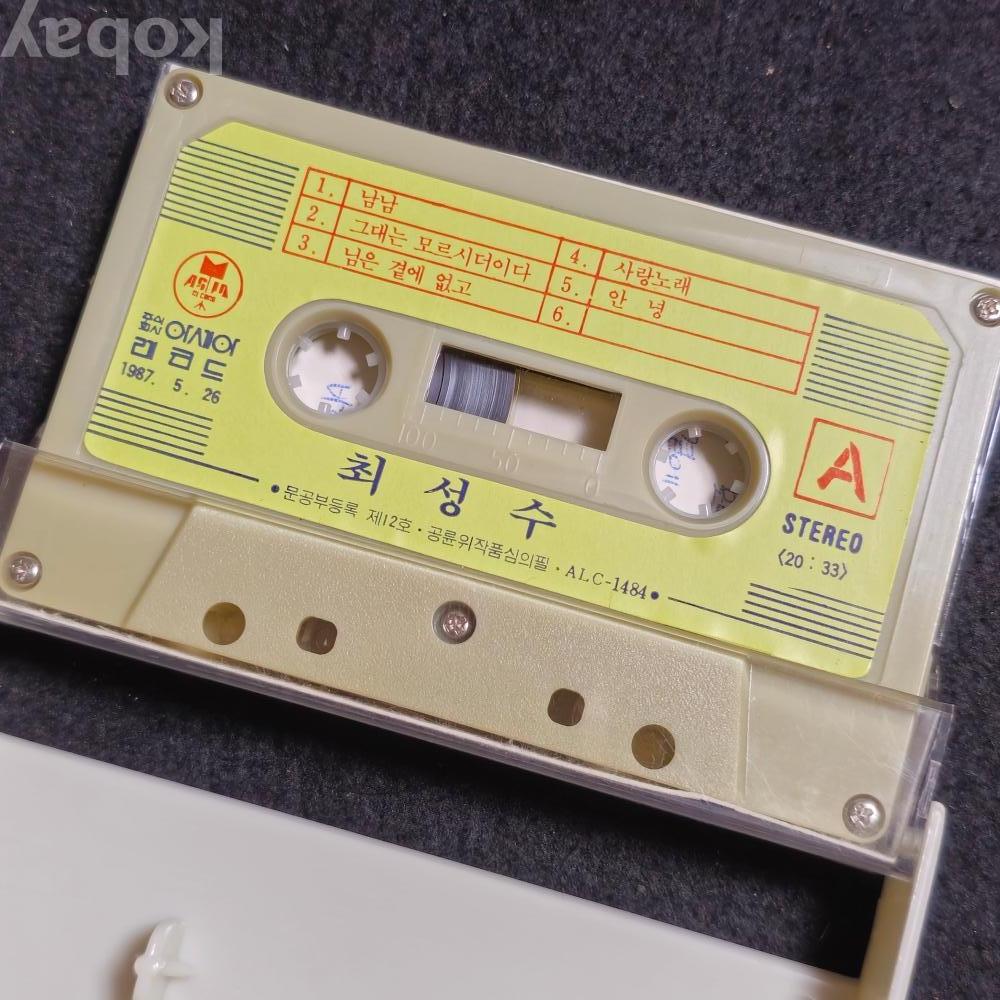 kobay
1. 남남
2. 그대는 모르시더이다
3. 님은 곁에 없고
4. 사랑노래
5. 안 녕
6.
ASIA
RECORD
주식회사 아세아
레코드
1987. 5. 26
100
50
0
A
STEREO
〈20 : 33〉
최 성 수
•문공부등록 제12호·공륜위작품심의필·ALC-1484•